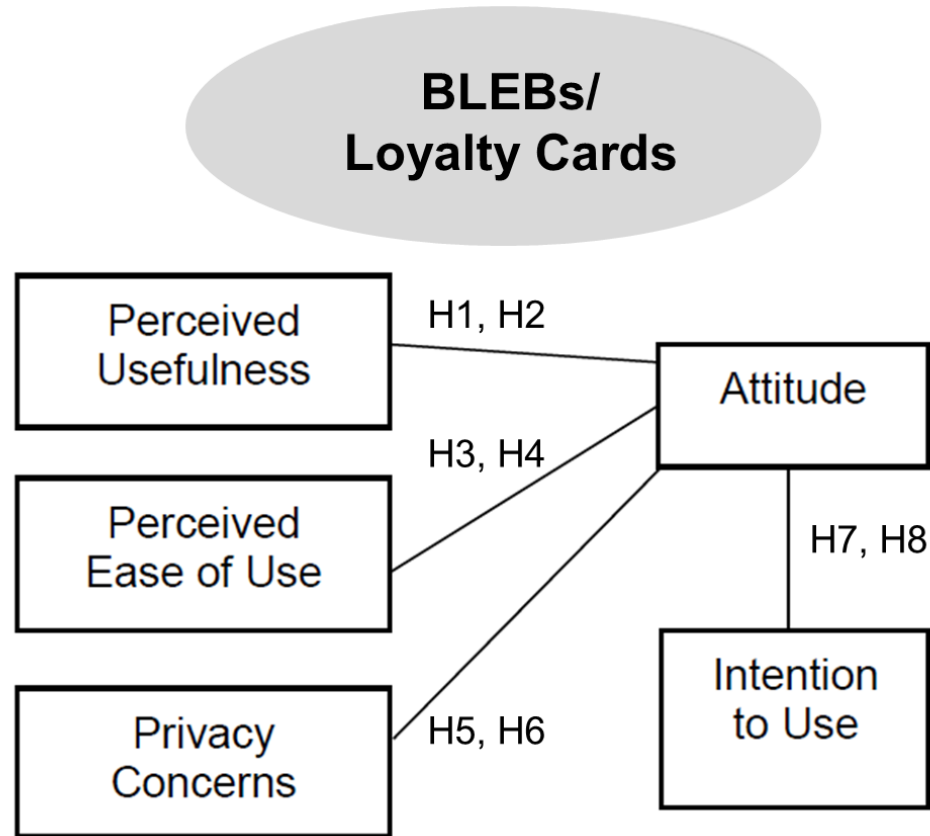 BLEBs/
Loyalty Cards
Perceived
Usefulness
H1, H2
Attitude
H3, H4
Perceived
Ease of Use
H7, H8
Privacy
Concerns
H5, H6
Intention
to Use